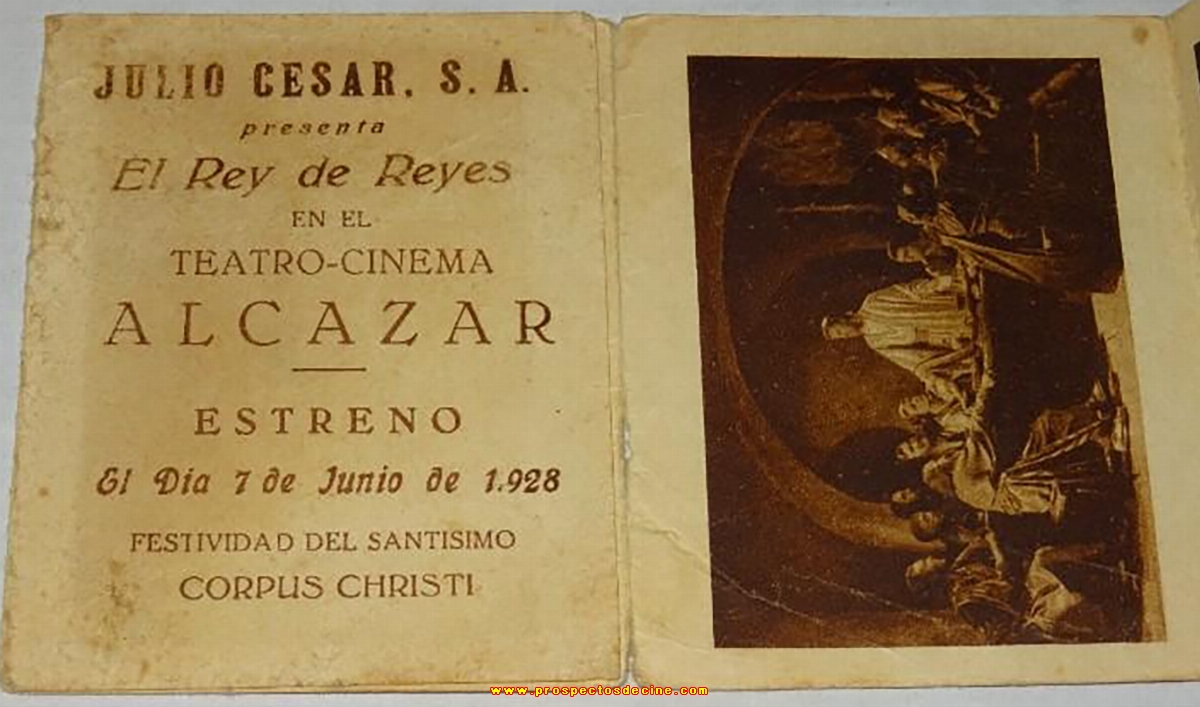 JULIO CESAR. S. A.
presenta
El Rey de Reyes
EN EL
TEATRO-CINEMA
ALCAZAR
ESTRENO
El Dia 7 de Junio de 1.928
FESTIVIDAD DEL SANTISIMO
CORPUS CHRISTI
www.prospectosdecine.com